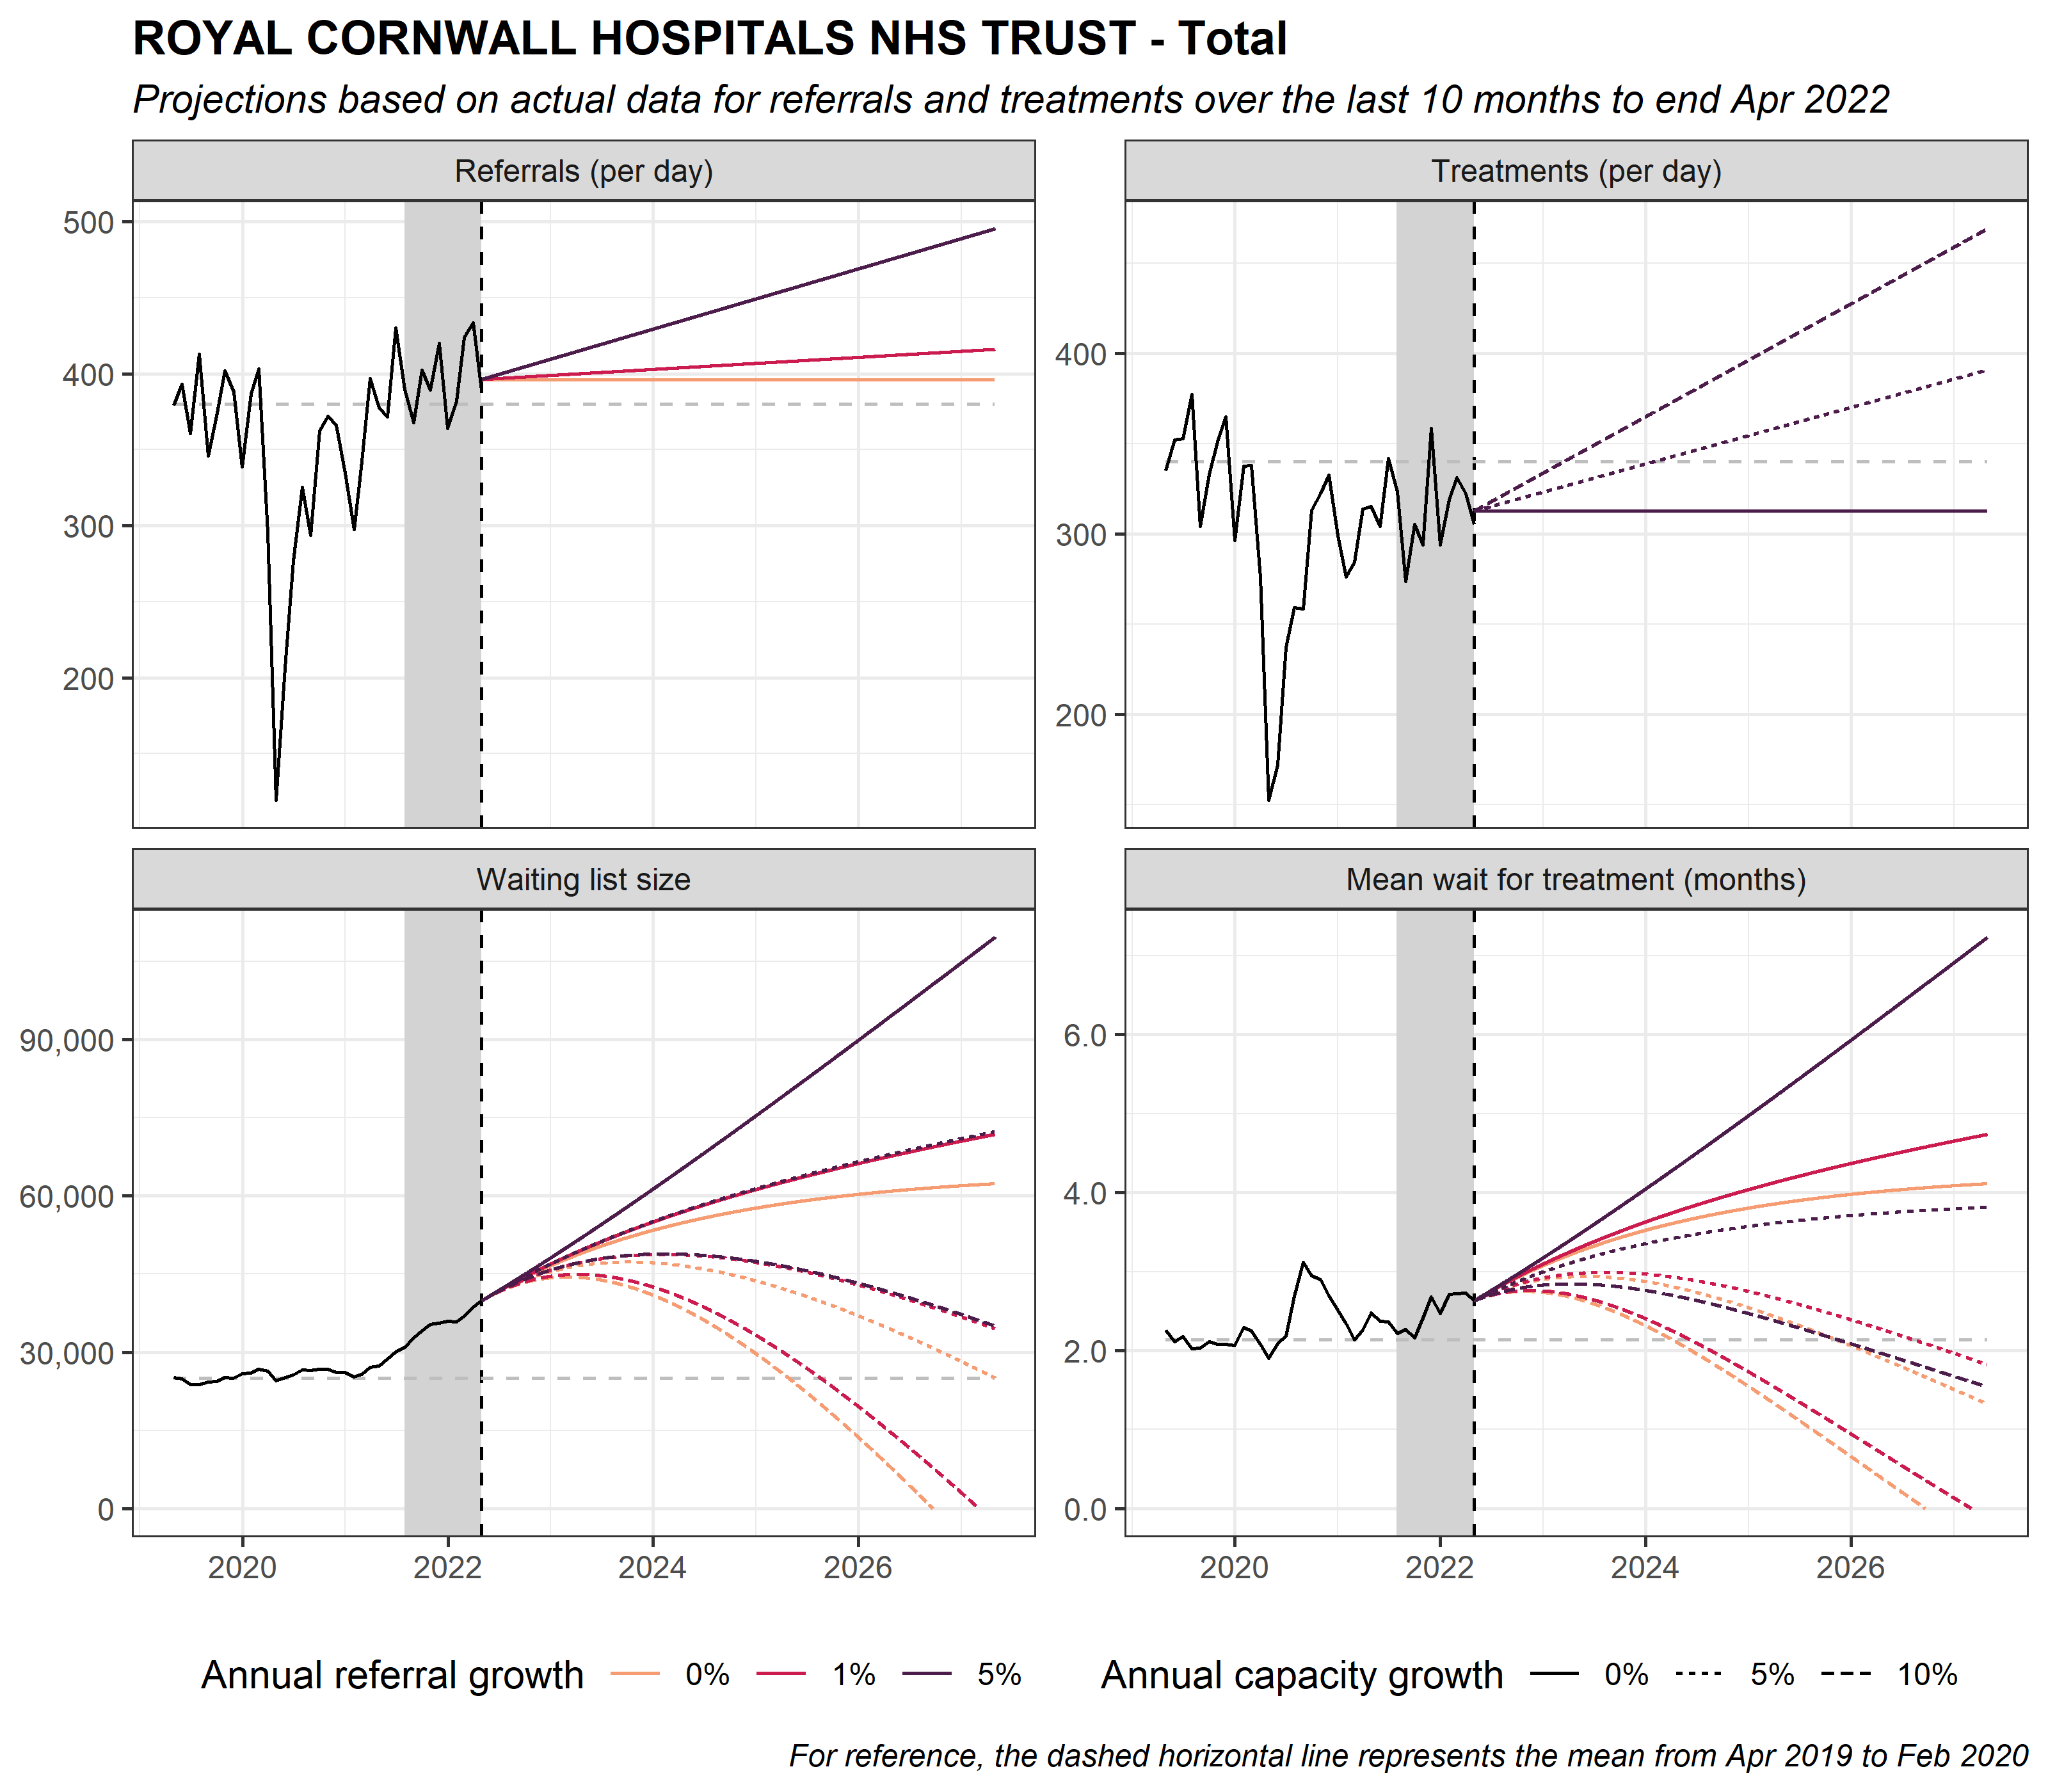 ROYAL CORNWALL HOSPITALS NHS TRUST - Total
Projections based on actual data for referrals and treatments over the last 10 months to end Apr 2022
Referrals (per day)
500
400
300
200
Treatments (per day)
400
300
200
Waiting list size
90,000
60,000
30,000
0
2020 2022 2024 2026
Mean wait for treatment (months)
6.0
4.0
2.0
0.0
2020 2022 2024 2026
Annual referral growth 0% 1% 5%
Annual capacity growth 0% 5% 10%
For reference, the dashed horizontal line represents the mean from Apr 2019 to Feb 2020